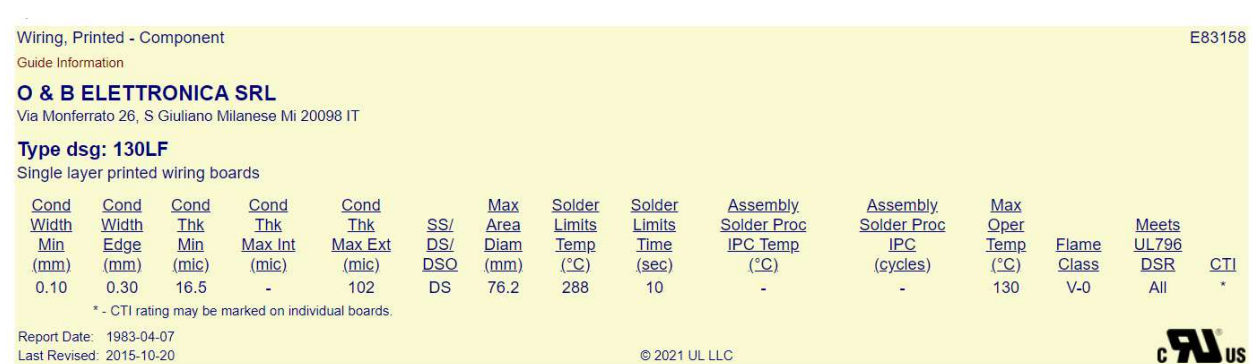 Wiring, Printed - Component E83158
Guide Information
O & B ELETTRONICA SRL
Via Monferrato 26, S Giuliano Milanese Mi 20098 IT
Type dsg: 130LF
Single layer printed wiring boards
Cond Cond Cond Cond Cond Max Solder Solder Assembly Assembly Max
Width Width Thk Thk Thk SS/ Area Limits Limits Solder Proc Solder Proc Oper Meets
Min Edge Min Max Int Max Ext DS/ Diam Temp Time IPC Temp IPC Temp Flame UL796
(mm) (mm) (mic) (mic) (mic) DSO (mm) (°C) (sec) (°C) (cycles) (°C) Class DSR CTI
0.10 0.30 16.5 - 102 DS 76.2 288 10 - - 130 V-0 All *
* - CTI rating may be marked on individual boards.
Report Date: 1983-04-07
Last Revised: 2015-10-20 © 2021 UL LLC c RU ® US